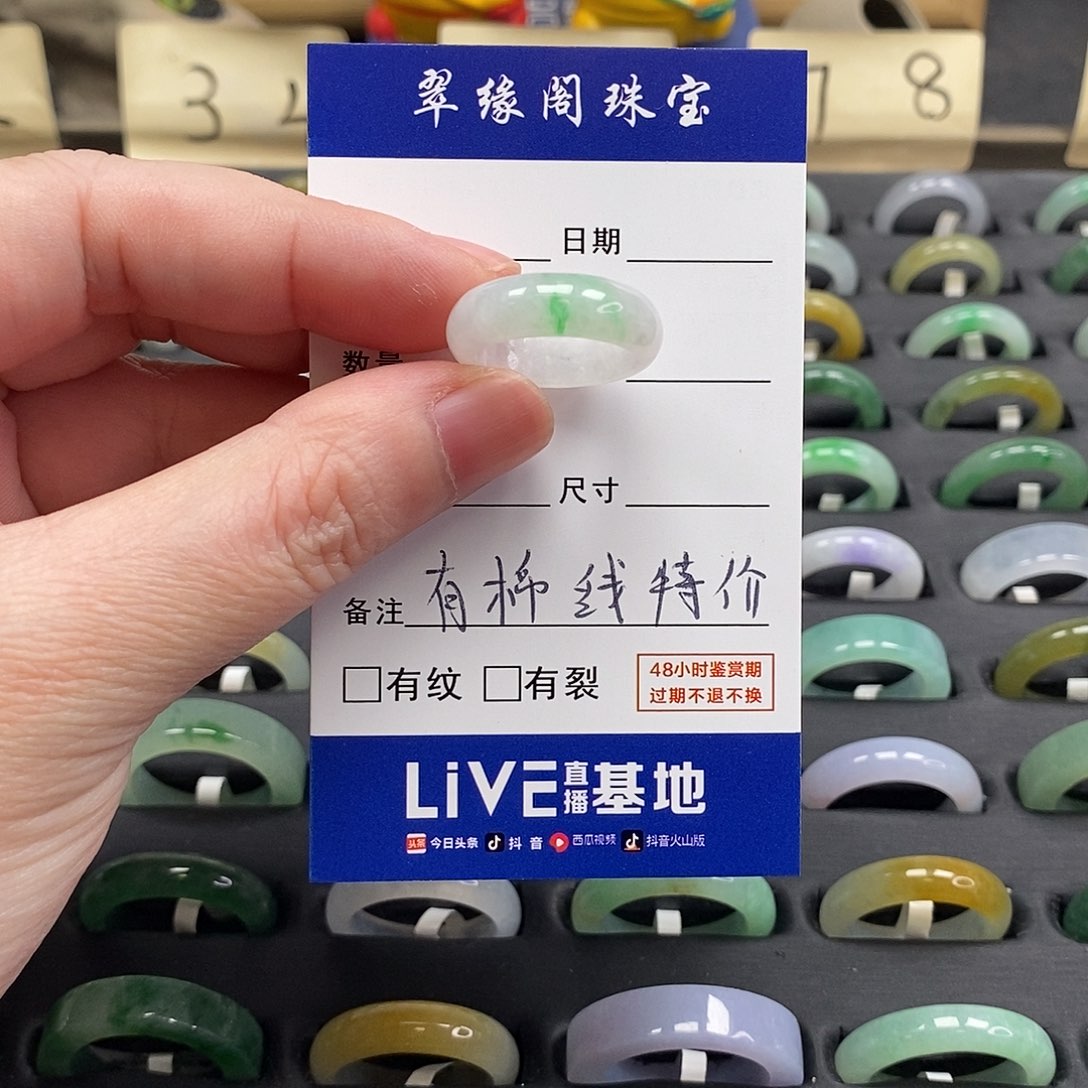 3
7 8
翠缘阁珠宝
日期
数量
尺寸
备注 有棉线特价
有纹 有裂
48小时鉴赏期
过期不退不换
LiVE直播基地
头条 今日头条 抖音 西瓜视频 抖音火山版